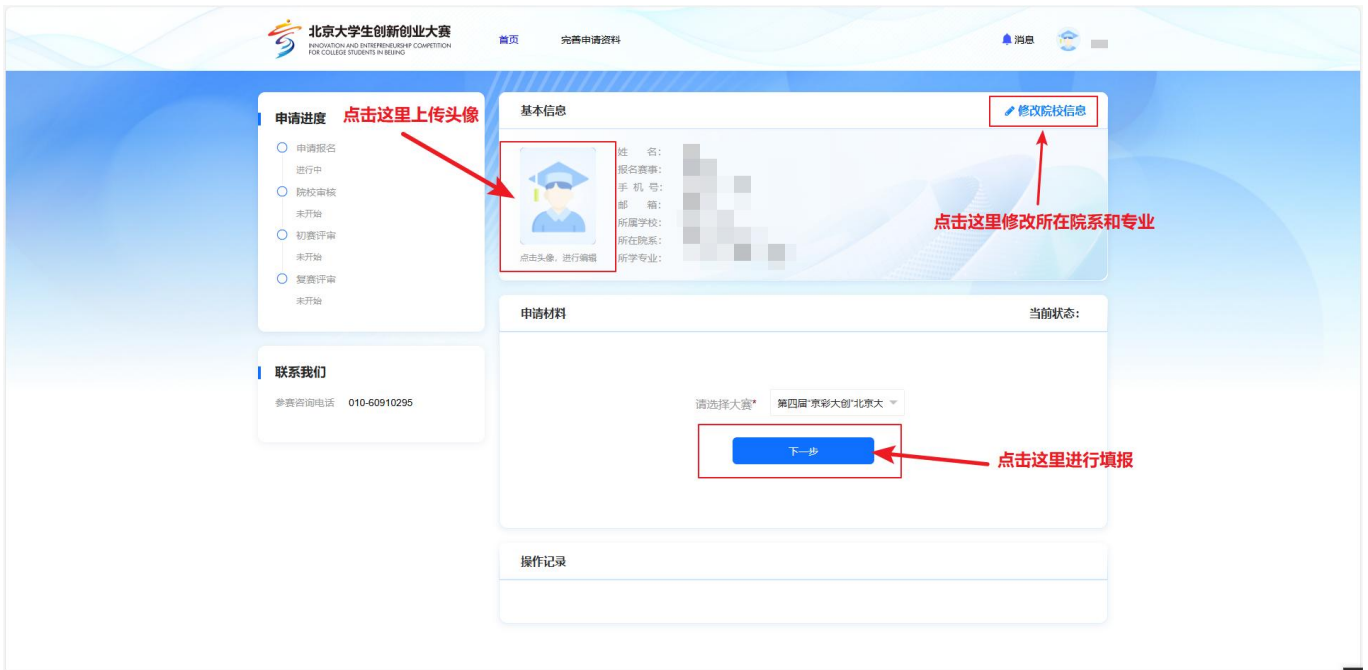 北京大学生创新创业大赛
INNOVATION AND ENTREPRENEURSHIP COMPETITION
FOR COLLEGE STUDENTS IN BEIJING
首页
完善申请资料
消息
申请进度
点击这里上传头像
申请报名
进行中
院校审核
未开始
初赛评审
未开始
复赛评审
未开始
联系我们
参赛咨询电话 010-60910295
基本信息
修改院校信息
姓 名：
报名赛事：
手 机 号：
邮 箱：
所属学校：
所在院系：
所学专业：
点击头像，进行编辑
点击这里修改所在院系和专业
申请材料
当前状态：
请选择大赛*
第四届“京彩大创”北京大
下一步
点击这里进行填报
操作记录